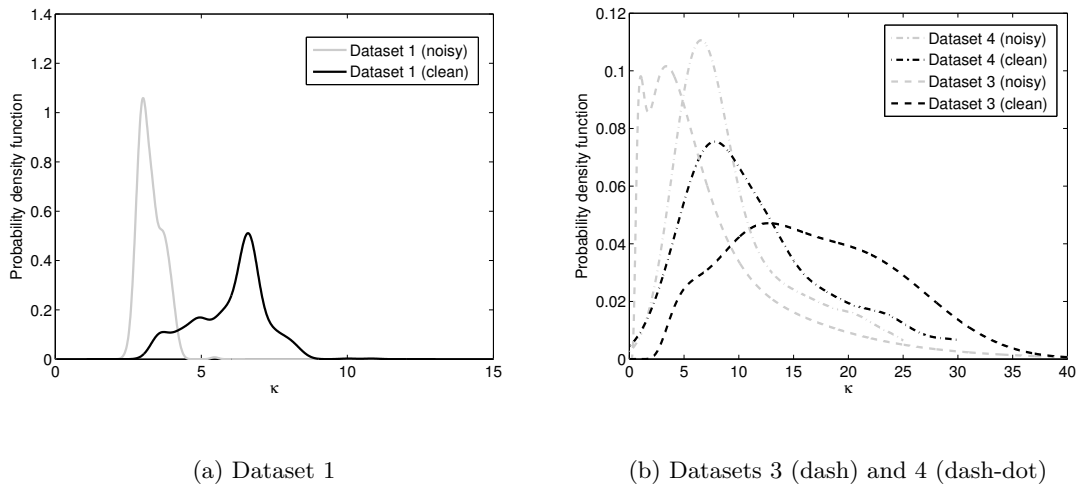 1.4
1.2
1
0.8
0.6
0.4
0.2
0
0 5 10 15
κ
Probability density function
Dataset 1 (noisy)
Dataset 1 (clean)
(a) Dataset 1
0.12
0.1
0.08
0.06
0.04
0.02
0
0 5 10 15 20 25 30 35 40
κ
Probability density function
Dataset 4 (noisy)
Dataset 4 (clean)
Dataset 3 (noisy)
Dataset 3 (clean)
(b) Datasets 3 (dash) and 4 (dash-dot)